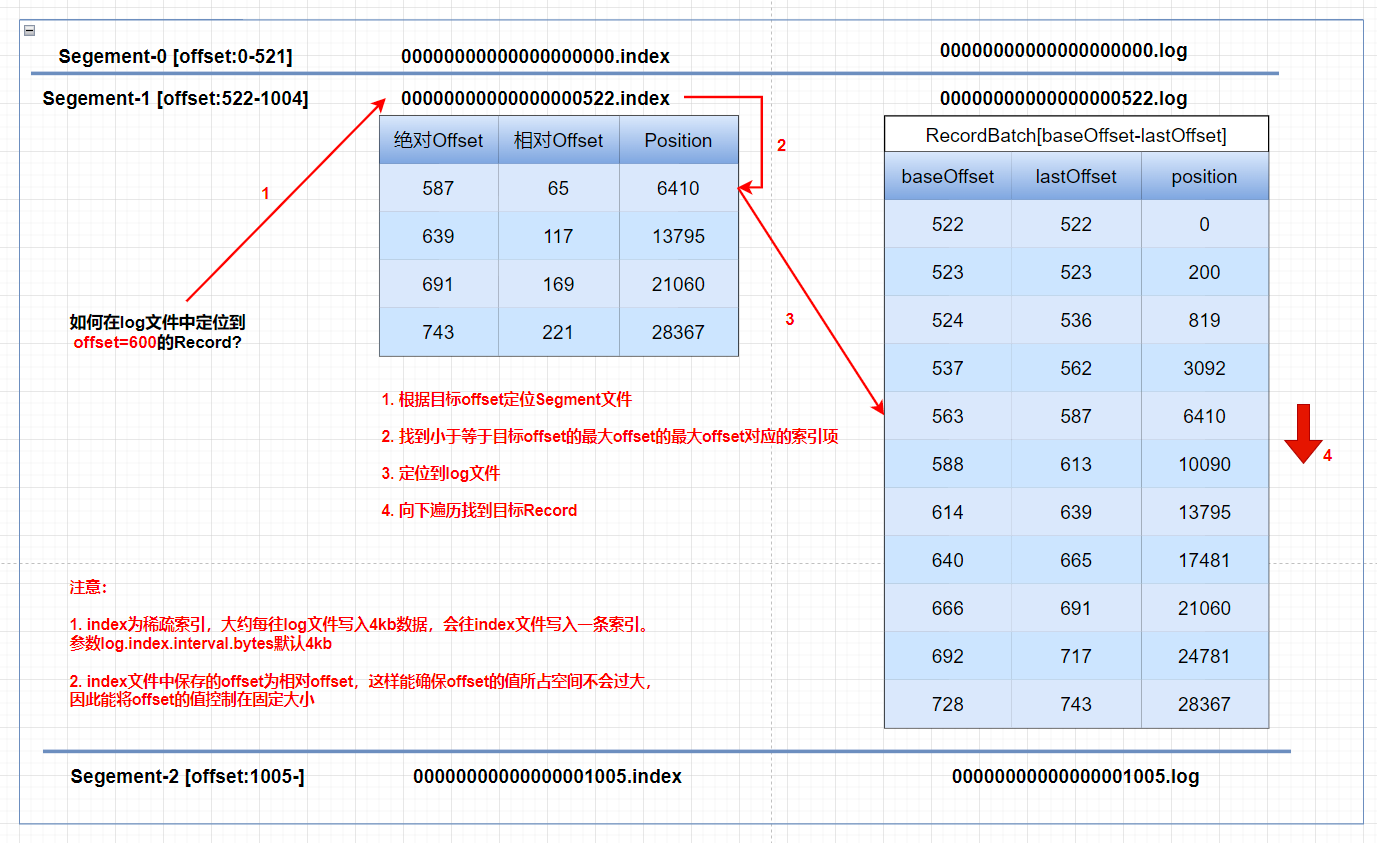 Segement-0 [offset:0-521] 00000000000000000000.index 00000000000000000000.log
Segement-1 [offset:522-1004] 00000000000000000522.index 00000000000000000522.log
绝对Offset 相对Offset Position
587 65 6410
639 117 13795
691 169 21060
743 221 28367
1
2
3
如何在log文件中定位到
offset=600的Record?
1. 根据目标offset定位Segment文件
2. 找到小于等于目标offset的最大offset的最大offset对应的索引项
3. 定位到log文件
4. 向下遍历找到目标Record
RecordBatch[baseOffset-lastOffset]
baseOffset lastOffset position
522 522 0
523 523 200
524 536 819
537 562 3092
563 587 6410
588 613 10090
614 639 13795
640 665 17481
666 691 21060
692 717 24781
728 743 28367
4
注意：
1. index为稀疏索引，大约每往log文件写入4kb数据，会往index文件写入一条索引。
参数log.index.interval.bytes默认4kb
2. index文件中保存的offset为相对offset，这样能确保offset的值所占空间不会过大，
因此能将offset的值控制在固定大小
Segement-2 [offset:1005-] 00000000000000001005.index 00000000000000001005.log